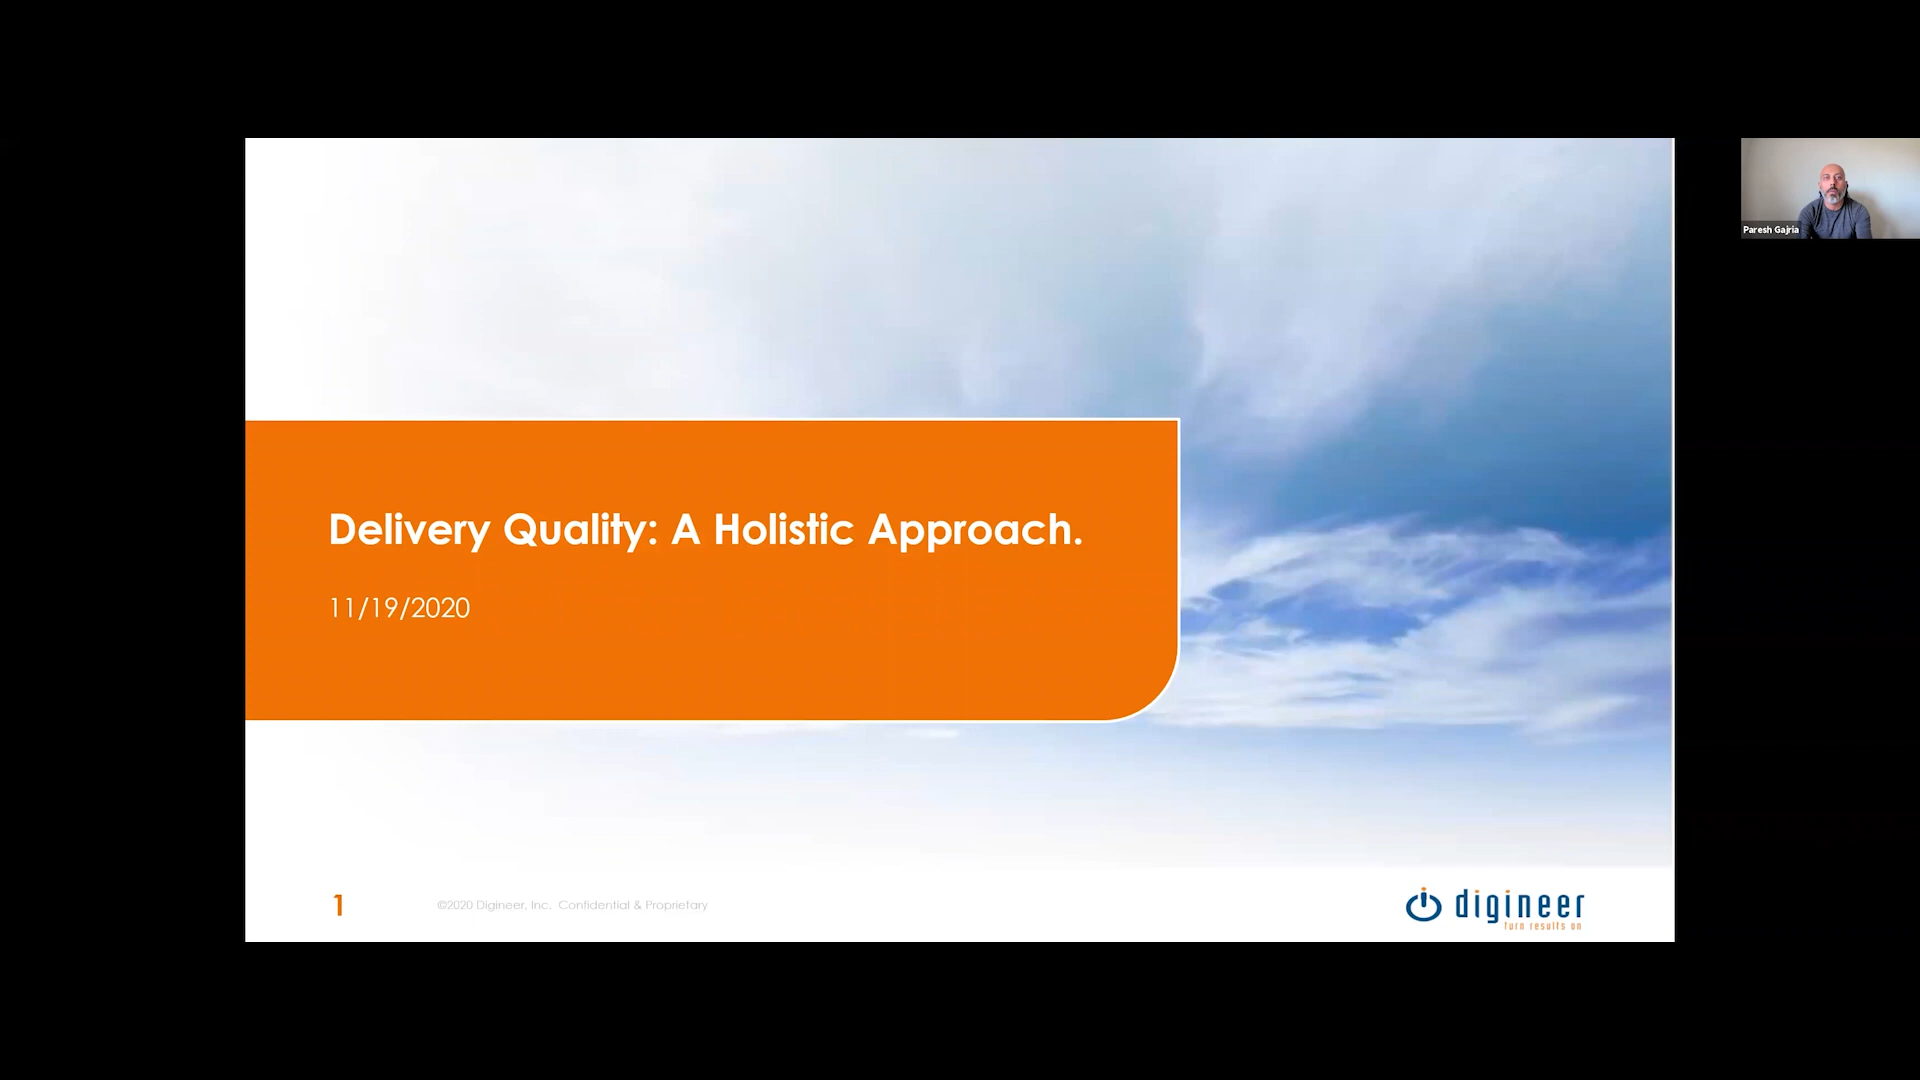 Paresh Gajria
Delivery Quality: A Holistic Approach.
11/19/2020
1
©2020 Digineer, Inc. Confidential & Proprietary
digineer
turn results on